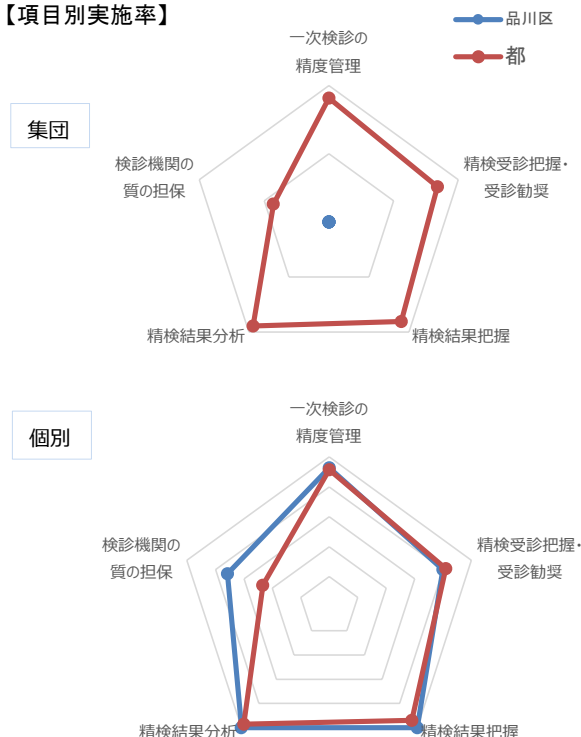 【項目別実施率】
品川区
都
集団
一次検診の
精度管理
精検受診把握・
受診勧奨
精検結果把握
精検結果分析
検診機関の
質の担保
個別
一次検診の
精度管理
精検受診把握・
受診勧奨
精検結果把握
精検結果分析
検診機関の
質の担保